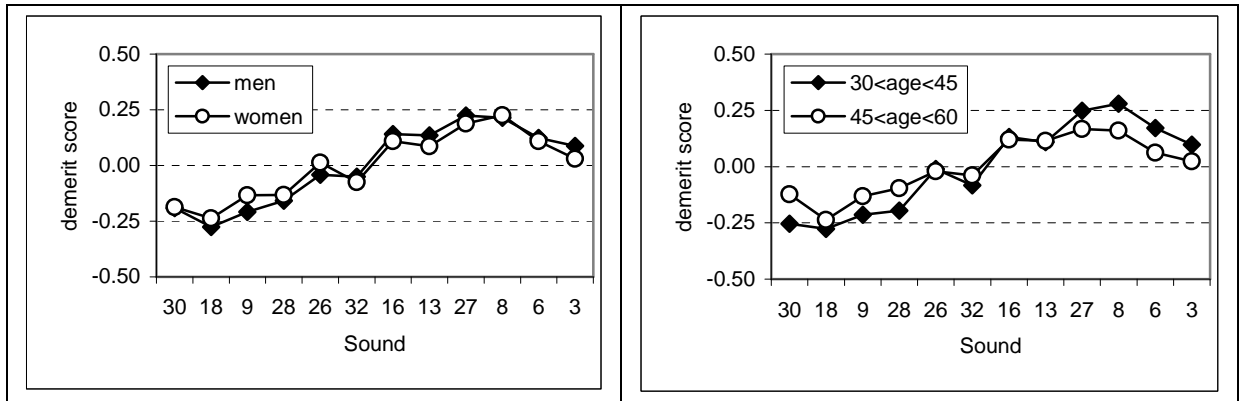 0.50
0.25
0.00
-0.25
-0.50
demerit score
men
women
30 18 9 28 26 32 16 13 27 8 6 3
Sound
0.50
0.25
0.00
-0.25
-0.50
demerit score
30<age<45
45<age<60
30 18 9 28 26 32 16 13 27 8 6 3
Sound